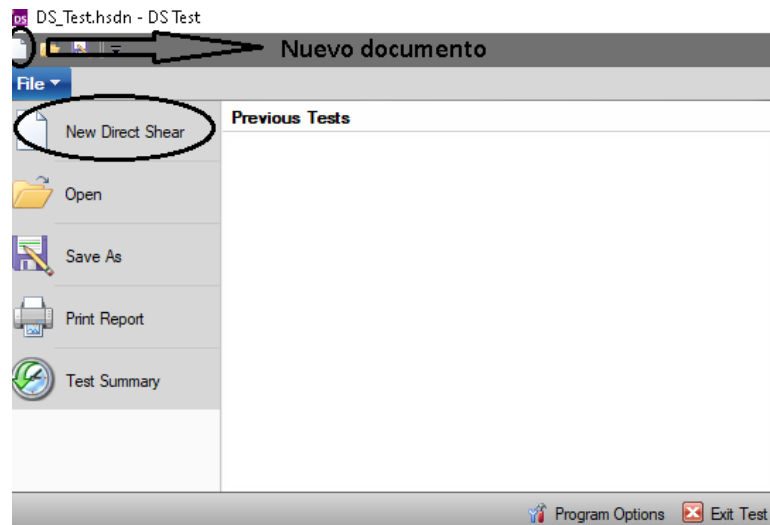 DS DS_Test.hsdn - DS Test
Nuevo documento
File
New Direct Shear
Previous Tests
Open
Save As
Print Report
Test Summary
Program Options Exit Test